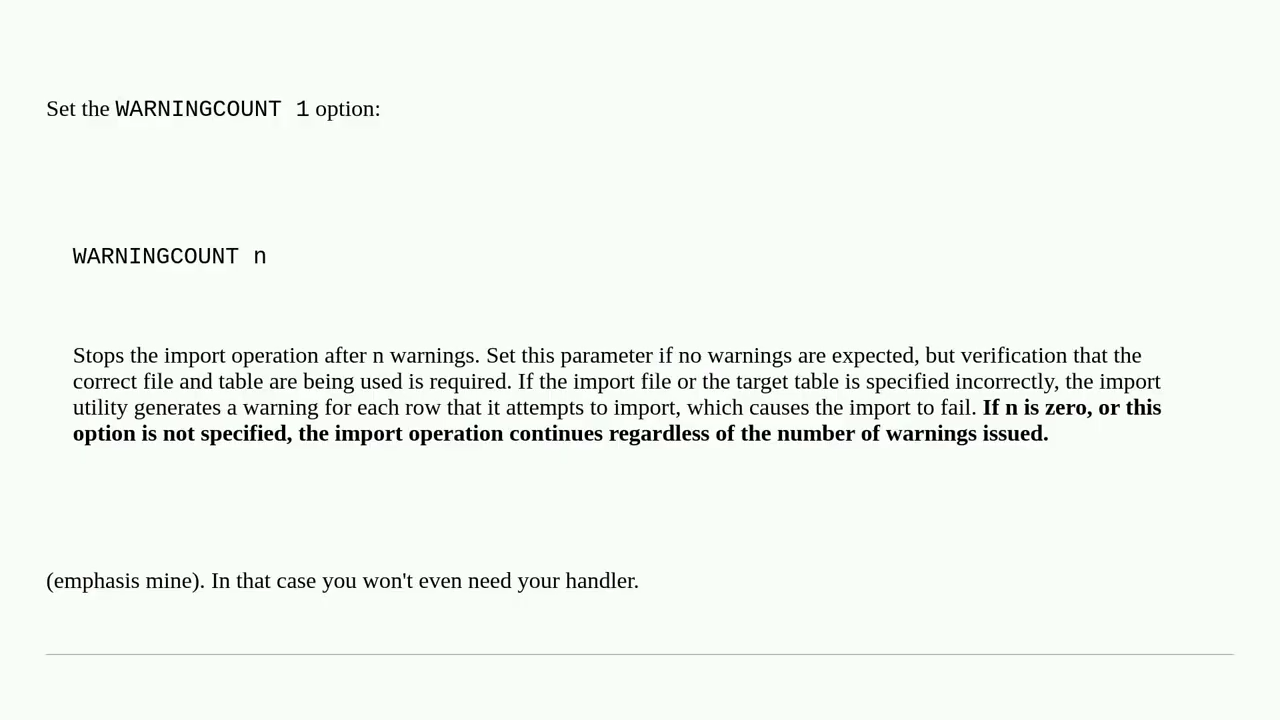 Set the WARNINGCOUNT 1 option:
WARNINGCOUNT n
Stops the import operation after n warnings. Set this parameter if no warnings are expected, but verification that the
correct file and table are being used is required. If the import file or the target table is specified incorrectly, the import
utility generates a warning for each row that it attempts to import, which causes the import to fail. If n is zero, or this
option is not specified, the import operation continues regardless of the number of warnings issued.
(emphasis mine). In that case you won't even need your handler.